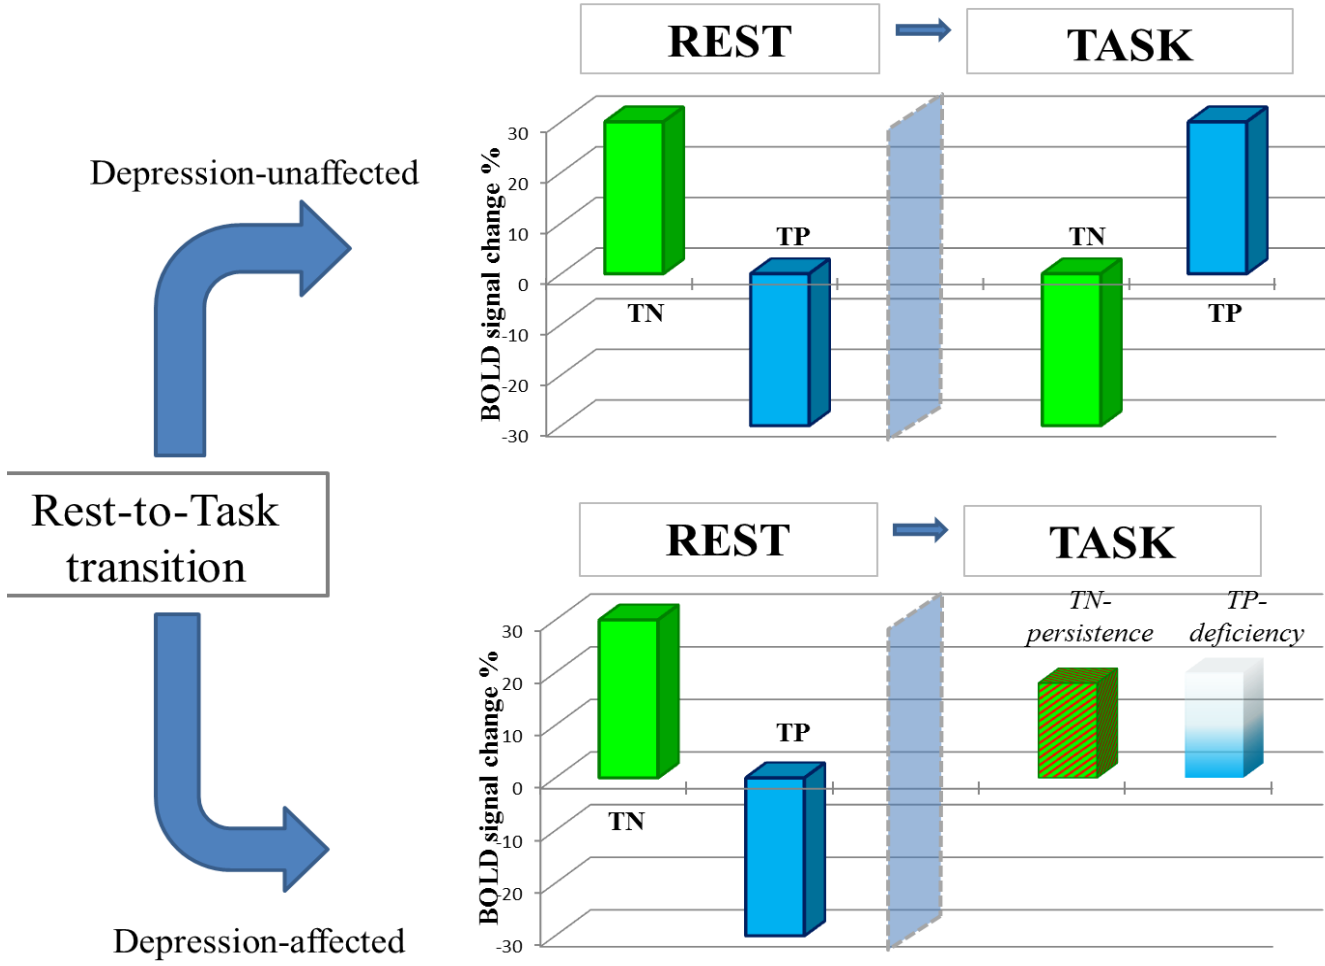 REST
TASK
Depression-unaffected
BOLD signal change %
30
20
10
0
-10
-20
-30
TN
TP
TN
TP
Rest-to-Task
transition
REST
TASK
TN-
persistence
TP-
deficiency
BOLD signal change %
30
20
10
0
-10
-20
-30
TN
TP
Depression-affected